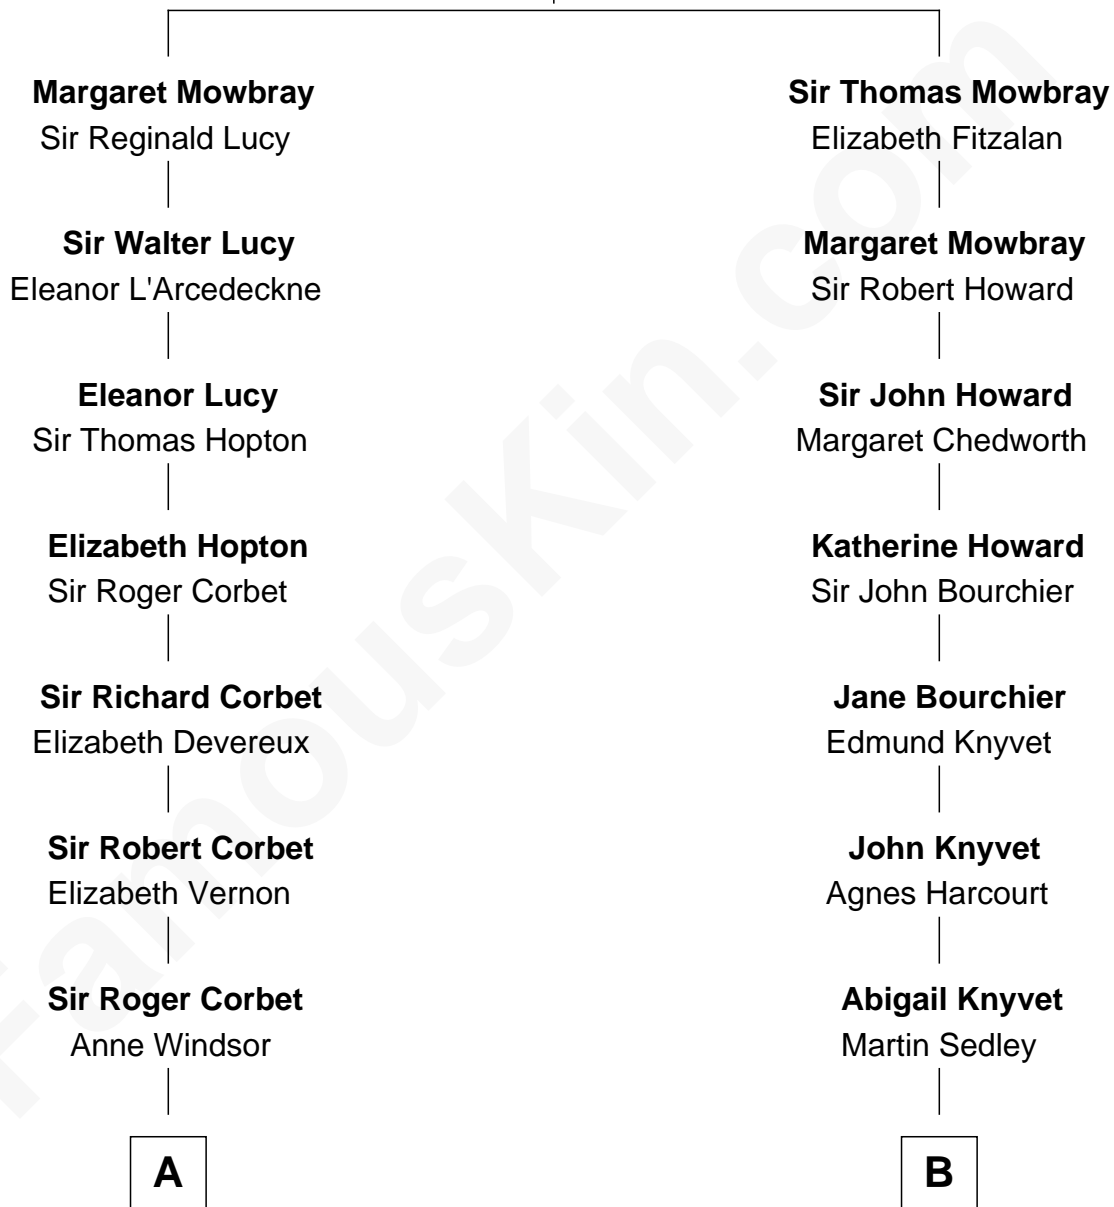 Margaret Mowbray
Sir Reginald Lucy
Sir Thomas Mowbray
Elizabeth Fitzalan
Sir Walter Lucy
Eleanor L'Arcedeckne
Margaret Mowbray
Sir Robert Howard
Eleanor Lucy
Sir Thomas Hopton
Sir John Howard
Margaret Chedworth
Elizabeth Hopton
Sir Roger Corbet
Katherine Howard
Sir John Bourchier
Sir Richard Corbet
Elizabeth Devereux
Jane Bourchier
Edmund Knyvet
Sir Robert Corbet
Elizabeth Vernon
John Knyvet
Agnes Harcourt
Sir Roger Corbet
Anne Windsor
Abigail Knyvet
Martin Sedley
A
B
FamousKin.com